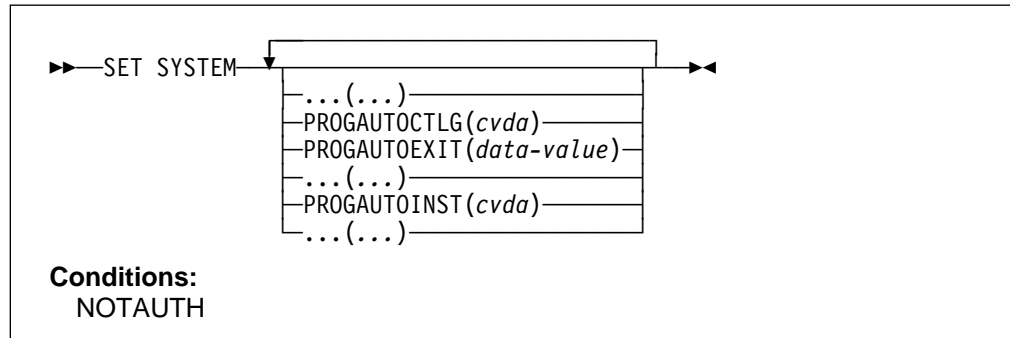 SET SYSTEM
...(...)
PROGAUTOCTLG(cvda)
PROGAUTOEXIT(data-value)
...(...)
PROGAUTOINST(cvda)
...(...)
Conditions:
NOTAUTH